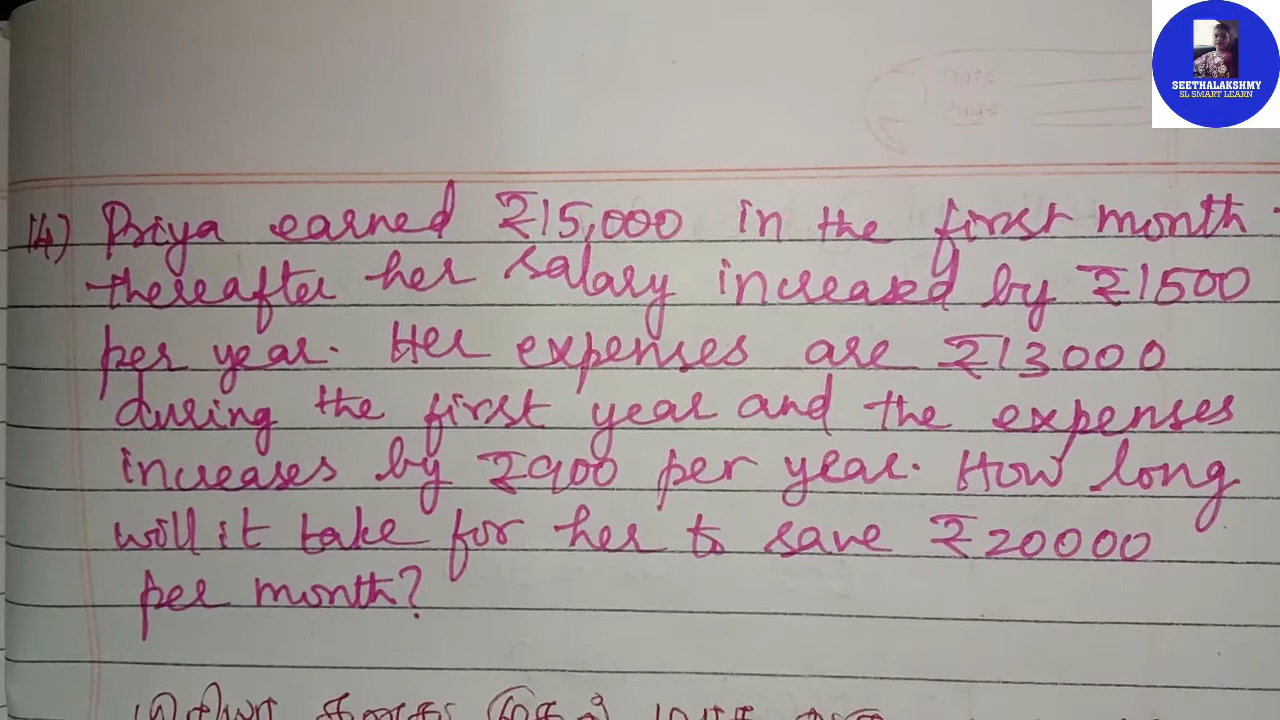 SEETHALAKSHMY
SL SMART LEARN
14) Priya earned ₹15,000 in the first month
thereafter her salary increased by ₹1500
per year. Her expenses are ₹13000
during the first year and the expenses
increases by ₹900 per year. How long
will it take for her to save ₹20000
per month?